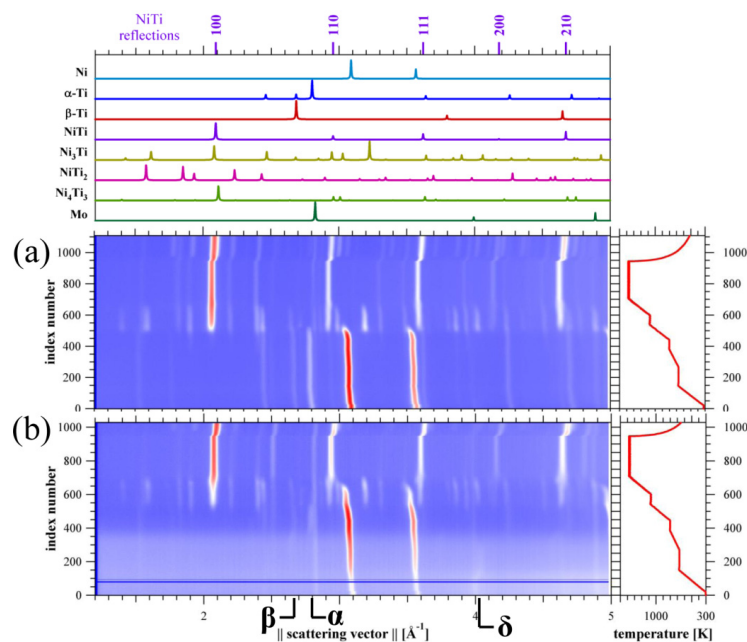 NiTi
reflections
100
110
111
200
210
Ni
α-Ti
β-Ti
NiTi
Ni₃Ti
NiTi₂
Ni₄Ti₃
Mo
(a)
index number
1000
800
600
400
200
0
1000
800
600
400
200
0
(b)
index number
1000
800
600
400
200
0
1000
800
600
400
200
0
2
4
5
1000
300
β
α
δ
|| scattering vector || [Å⁻¹]
temperature [K]